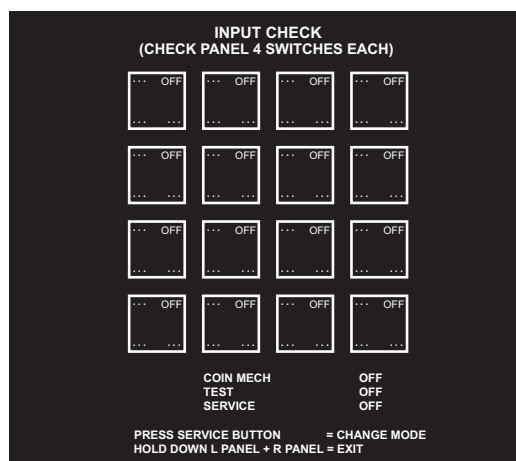 INPUT CHECK
(CHECK PANEL 4 SWITCHES EACH)
... OFF ... OFF ... OFF ... OFF
... ... ... ... ... ... ... ...
... OFF ... OFF ... OFF ... OFF
... ... ... ... ... ... ... ...
... OFF ... OFF ... OFF ... OFF
... ... ... ... ... ... ... ...
... OFF ... OFF ... OFF ... OFF
... ... ... ... ... ... ... ...
COIN MECH OFF
TEST OFF
SERVICE OFF
PRESS SERVICE BUTTON = CHANGE MODE
HOLD DOWN L PANEL + R PANEL = EXIT